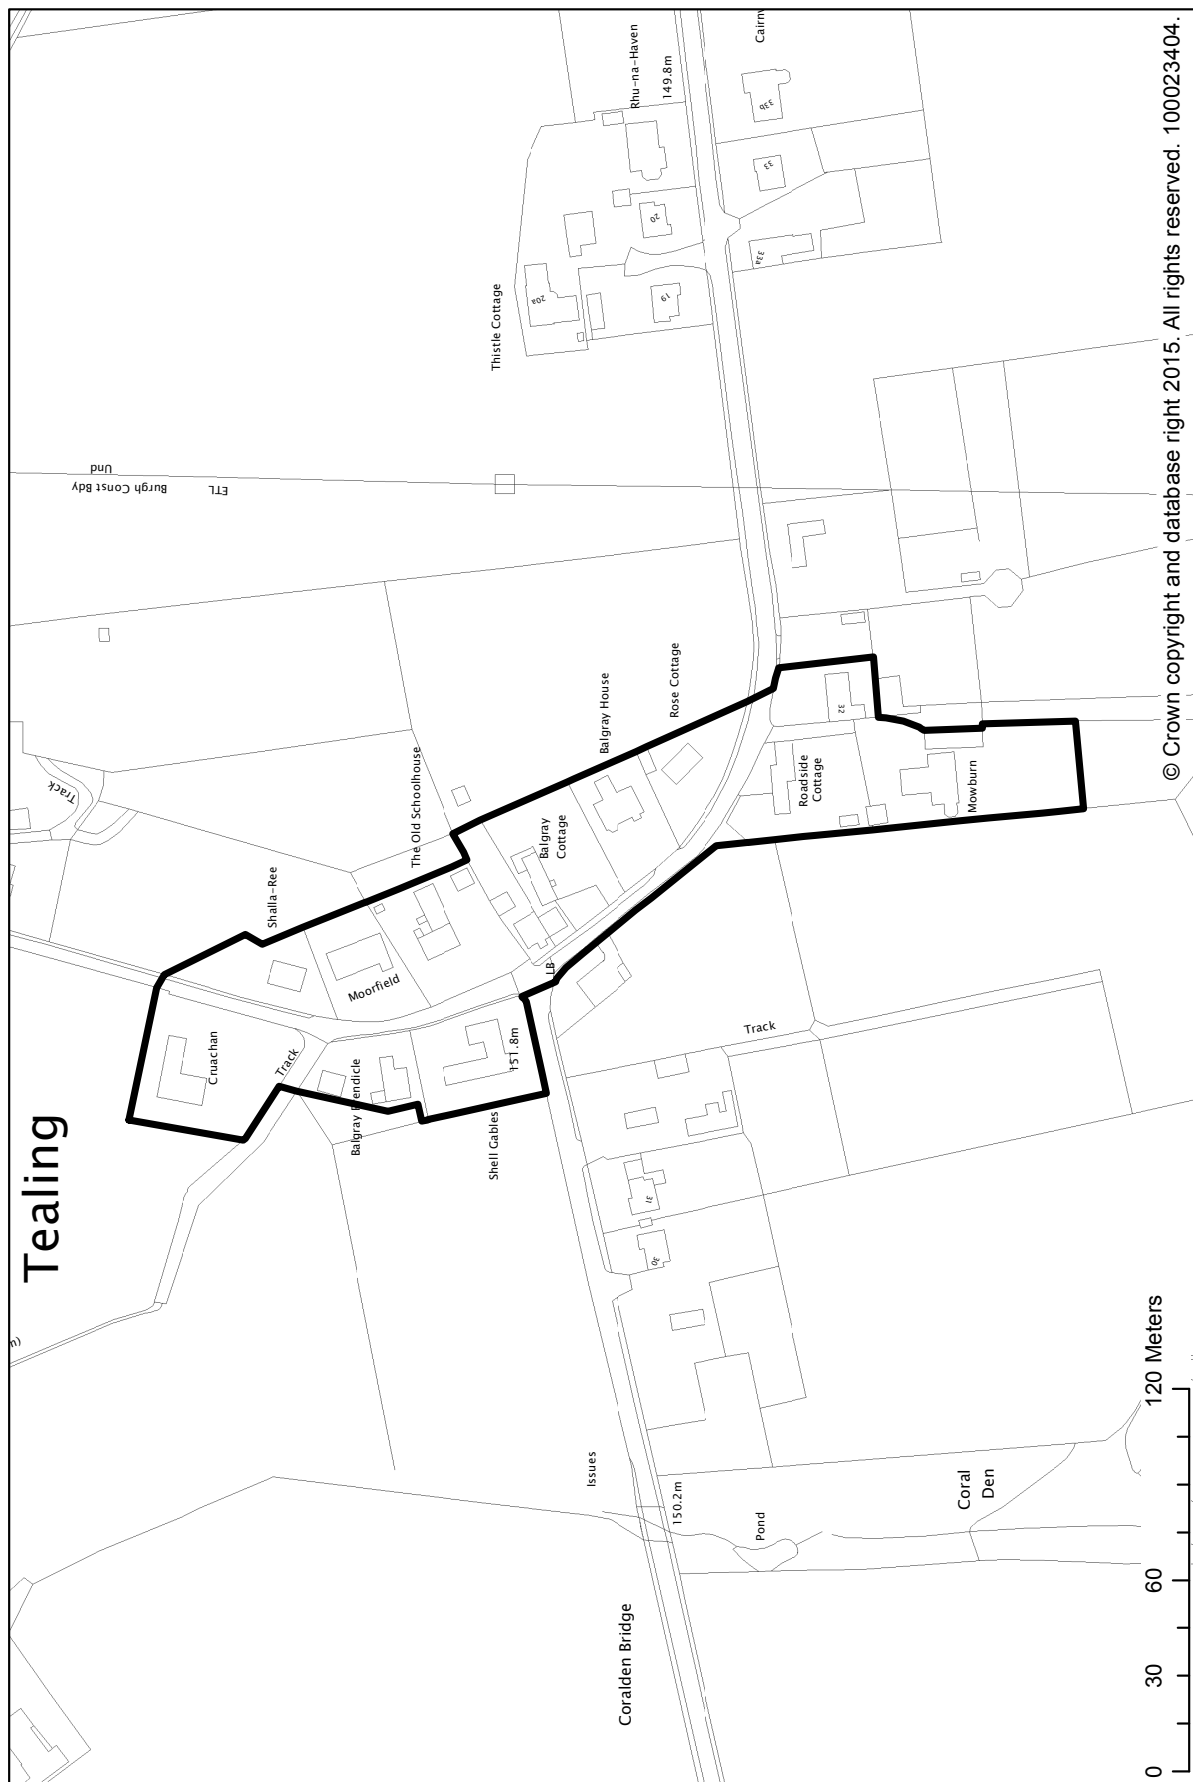 Tealing
Und
Burgh Const Bdy
ETL
Rhu-na-Haven
149.8m
33b
33
33a
20
20a
19
Thistle Cottage
Track
Shalla-Ree
The Old Schoolhouse
Balgray House
Rose Cottage
Balgray
Cottage
32
Roadside
Cottage
Mowburn
Moorfield
LB
Cruachan
Track
151.8m
Shell Gables
Track
31
30
Issues
150.2m
Pond
Coral
Den
Coralden Bridge
0 30 60 120 Meters
© Crown copyright and database right 2015. All rights reserved. 100023404.